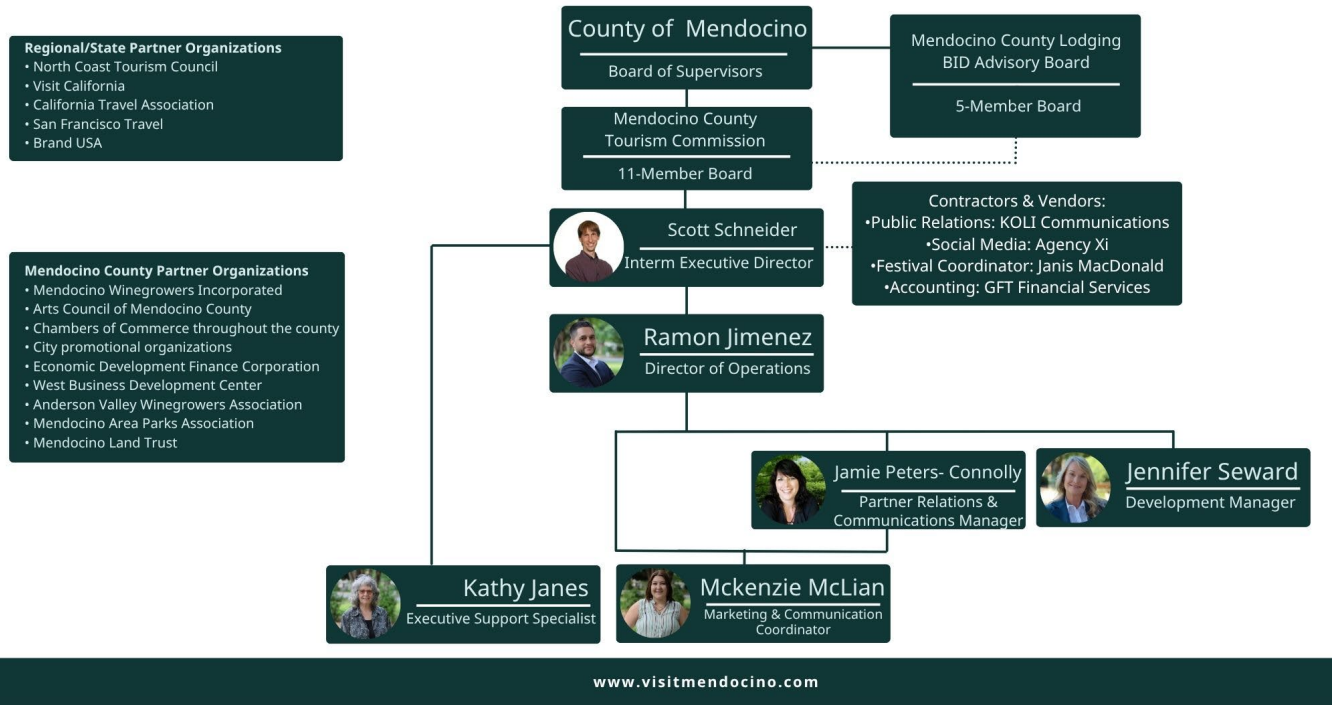 County of Mendocino
Board of Supervisors
Mendocino County Lodging
BID Advisory Board
5-Member Board
Regional/State Partner Organizations
• North Coast Tourism Council
• Visit California
• California Travel Association
• San Francisco Travel
• Brand USA
Mendocino County
Tourism Commission
11-Member Board
Scott Schneider
Interm Executive Director
Contractors & Vendors:
•Public Relations: KOLI Communications
•Social Media: Agency Xi
•Festival Coordinator: Janis MacDonald
•Accounting: GFT Financial Services
Mendocino County Partner Organizations
• Mendocino Winegrowers Incorporated
• Arts Council of Mendocino County
• Chambers of Commerce throughout the county
• City promotional organizations
• Economic Development Finance Corporation
• West Business Development Center
• Anderson Valley Winegrowers Association
• Mendocino Area Parks Association
• Mendocino Land Trust
Ramon Jimenez
Director of Operations
Jamie Peters- Connolly
Partner Relations &
Communications Manager
Jennifer Seward
Development Manager
Kathy Janes
Executive Support Specialist
Mckenzie McLian
Marketing & Communication
Coordinator
www.visitmendocino.com